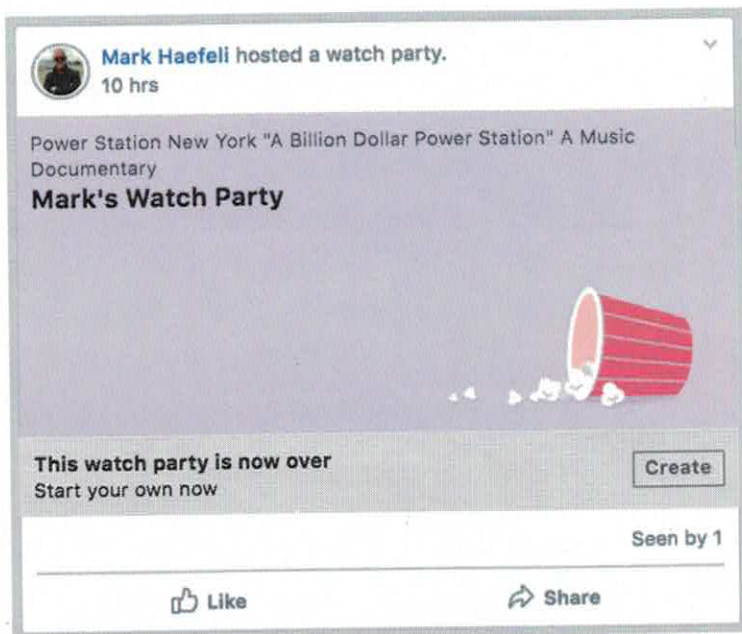 Mark Haefeli hosted a watch party.
10 hrs
Power Station New York "A Billion Dollar Power Station" A Music
Documentary
Mark's Watch Party
This watch party is now over
Start your own now
Create
Seen by 1
Like
Share